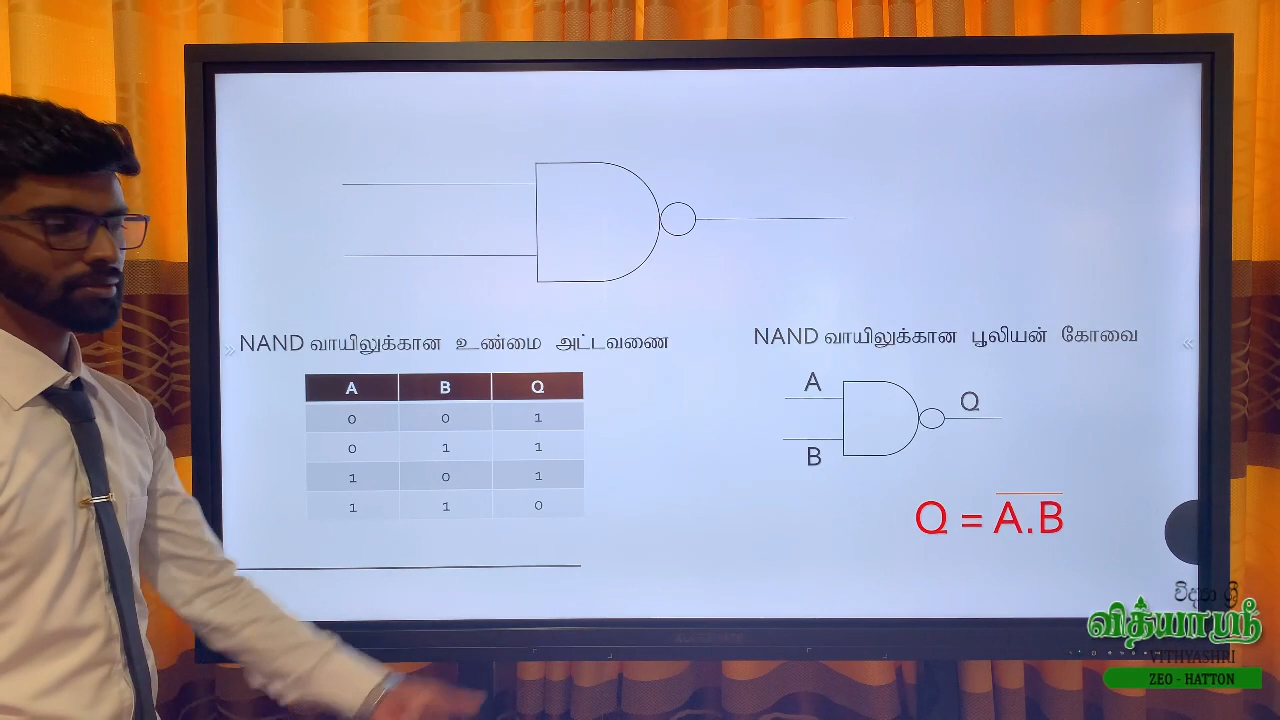 NAND வாயிலுக்கான உண்மை அட்டவணை
A B Q
0 0 1
0 1 1
1 0 1
1 1 0
NAND வாயிலுக்கான பூலியன் கோவை
A
Q
B
Q = A̅.̅B̅
විද්‍යා ශ්‍රී
வித்யாஸ்ரீ
VITHYASHRI
ZEO - HATTON